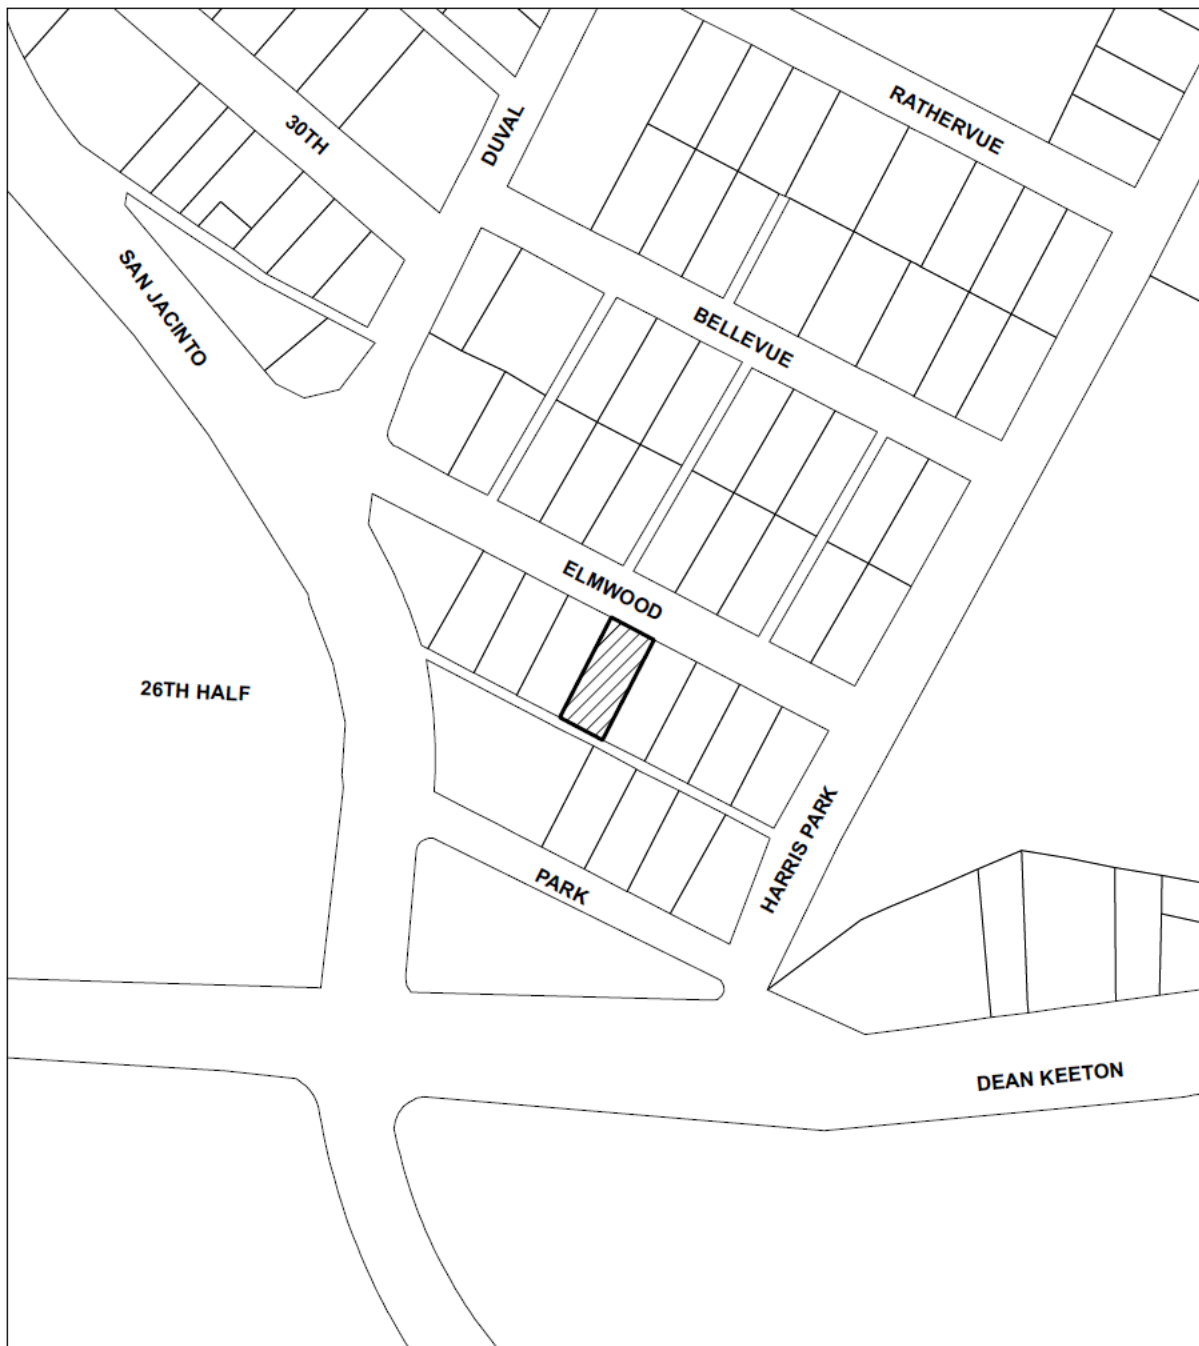 RATHERVUE
30TH
DUVAL
SAN JACINTO
BELLEVUE
ELMWOOD
26TH HALF
HARRIS PARK
PARK
DEAN KEETON